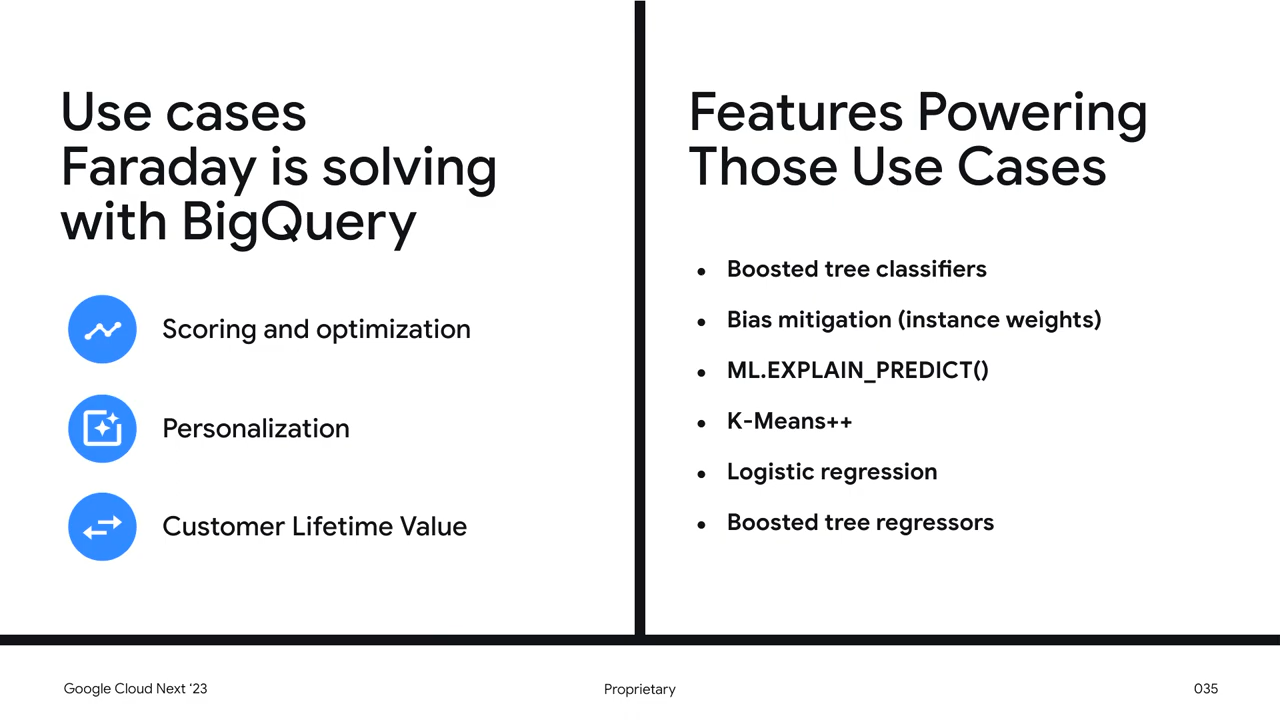 Use cases
Faraday is solving
with BigQuery
Scoring and optimization
Personalization
Customer Lifetime Value
Features Powering
Those Use Cases
• Boosted tree classifiers
• Bias mitigation (instance weights)
• ML.EXPLAIN_PREDICT()
• K-Means++
• Logistic regression
• Boosted tree regressors
Google Cloud Next ‘23
Proprietary
035